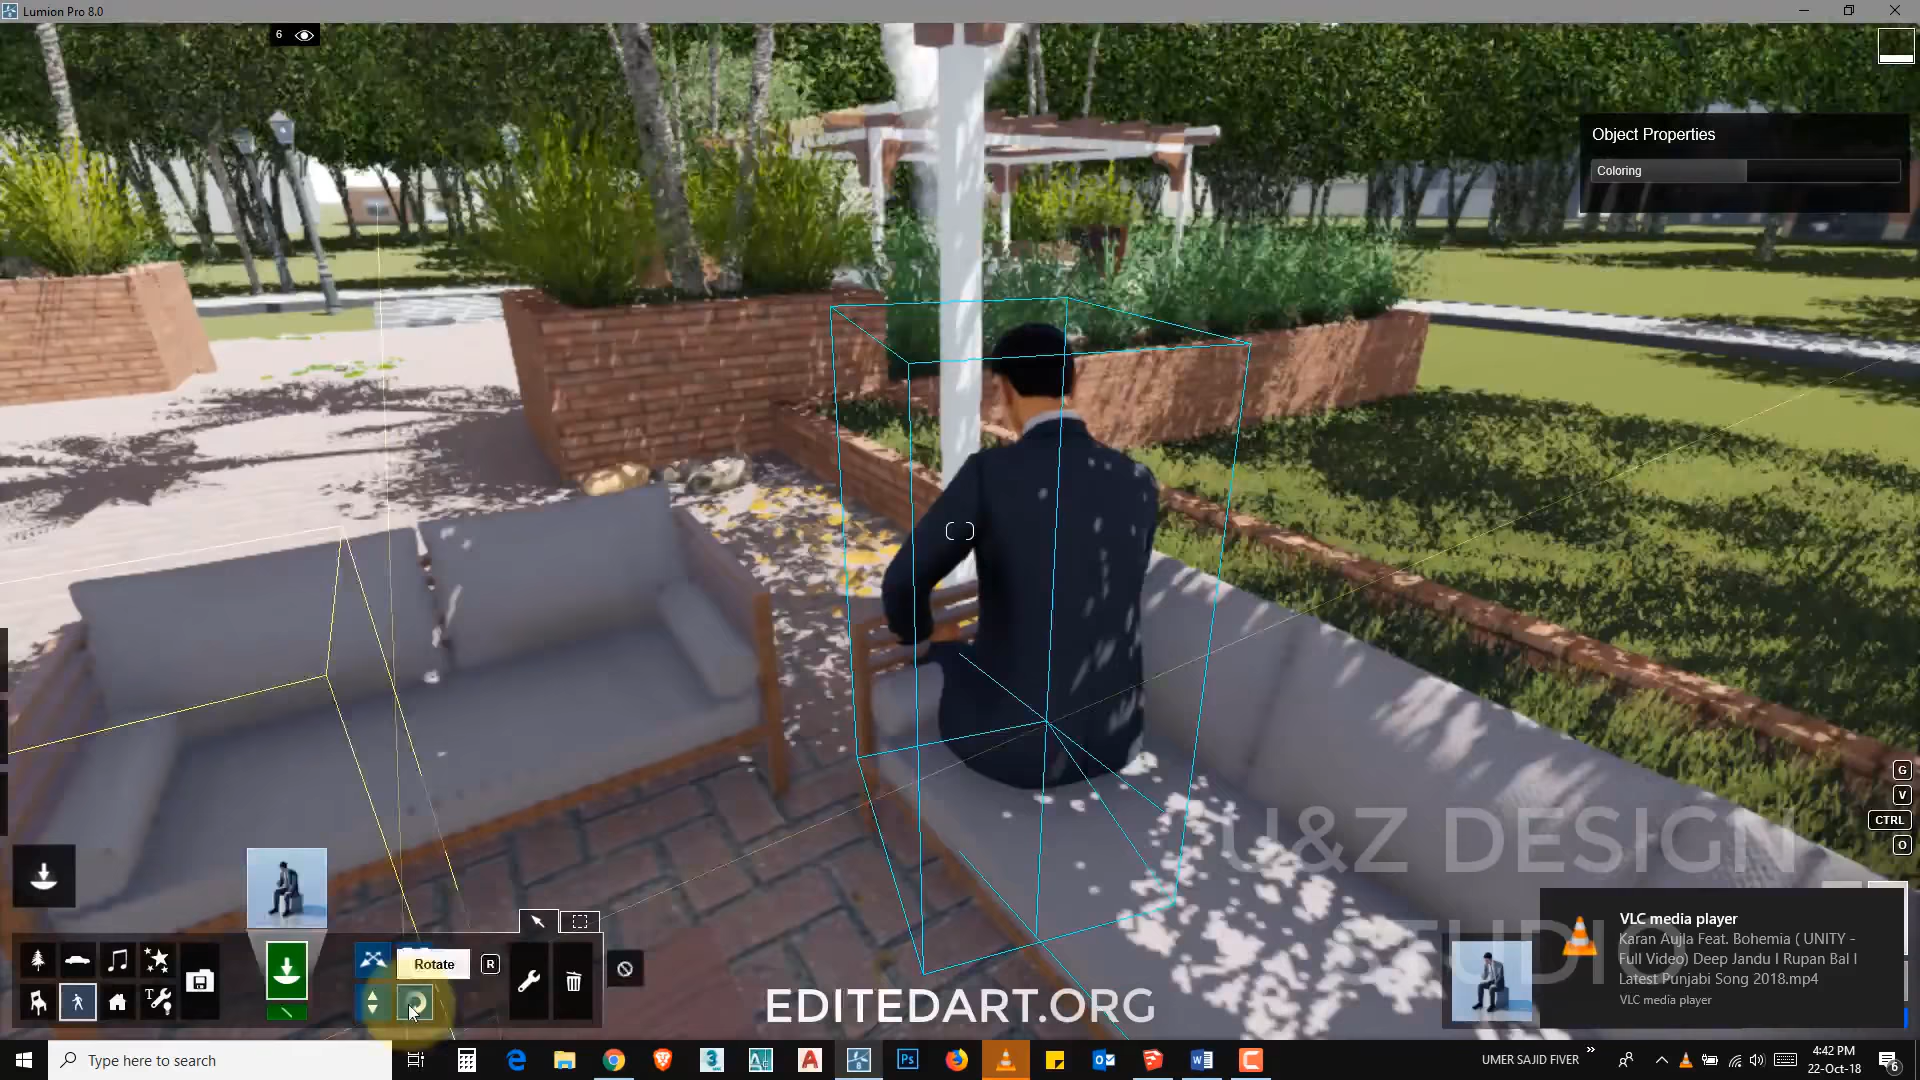 Lumion Pro 8.0
6
Object Properties
Coloring
G
V
CTRL
O
U&Z DESIGN
STUDIO
VLC media player
Karan Aujla Feat. Bohemia ( UNITY -
Full Video) Deep Jandu I Rupan Bal I
Latest Punjabi Song 2018.mp4
VLC media player
Rotate
R
EDITEDART.ORG
Type here to search
UMER SAJID FIVER
4:42 PM
22-Oct-18
6